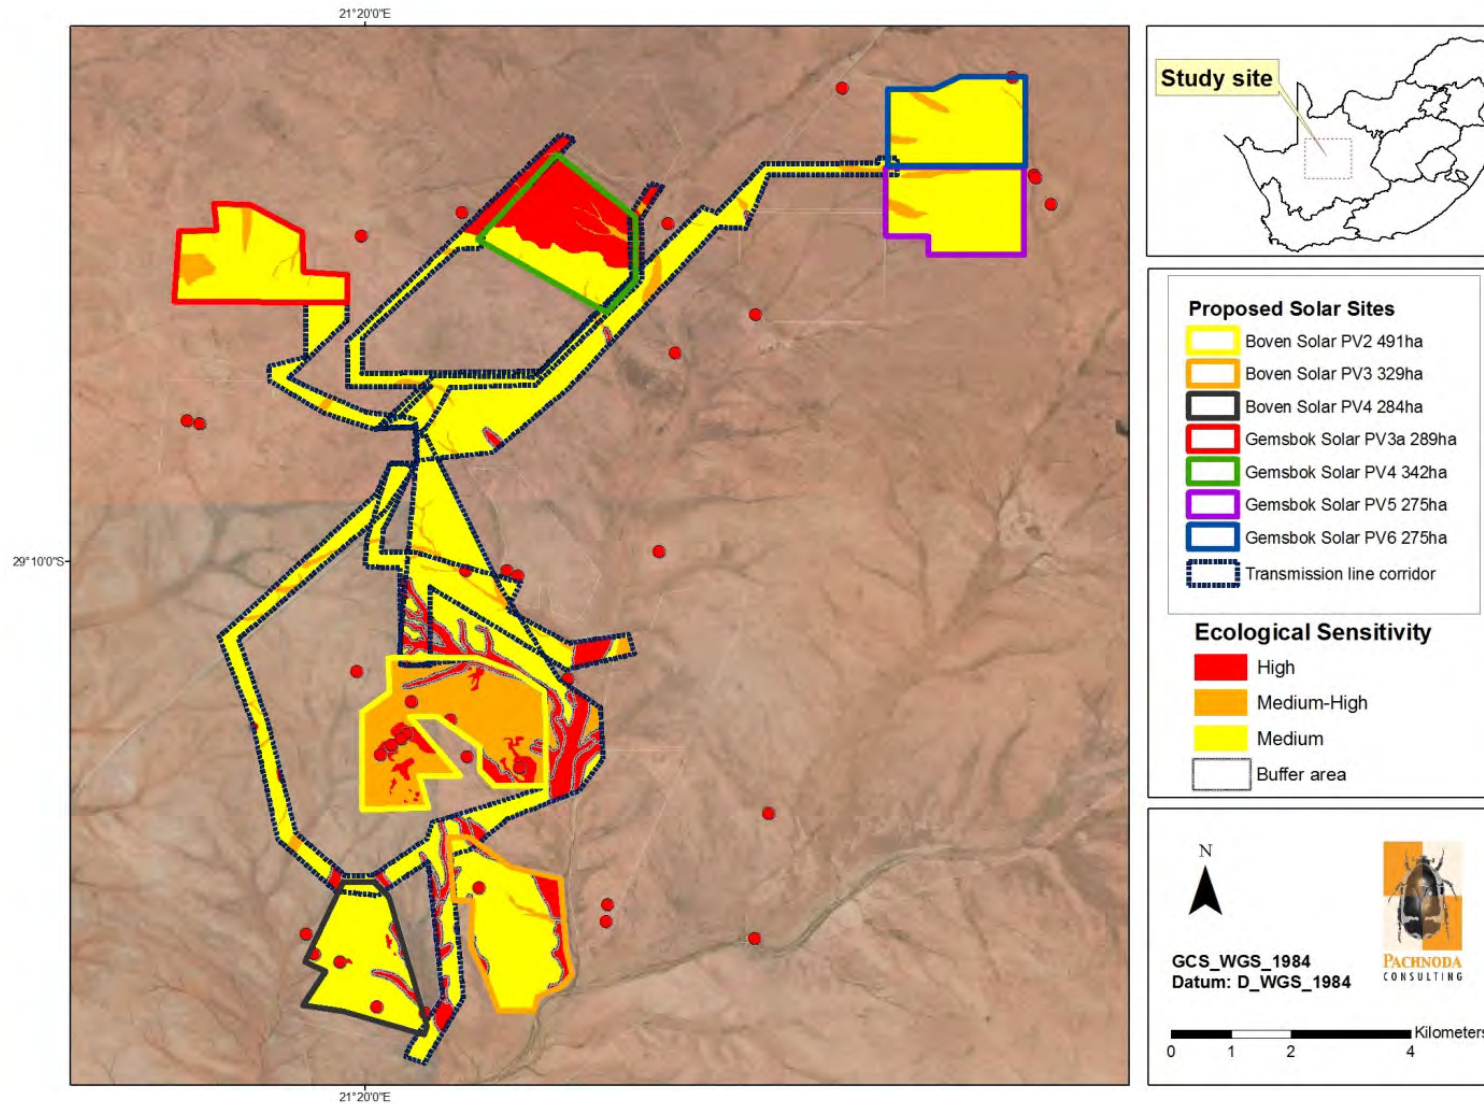 21°20'0"E
Study site
Proposed Solar Sites
Boven Solar PV2 491ha
Boven Solar PV3 329ha
Boven Solar PV4 284ha
Gemsbok Solar PV3a 289ha
Gemsbok Solar PV4 342ha
Gemsbok Solar PV5 275ha
Gemsbok Solar PV6 275ha
Transmission line corridor
29°10'0"S
Ecological Sensitivity
High
Medium-High
Medium
Buffer area
N
GCS_WGS_1984
Datum: D_WGS_1984
PACHNODA
CONSULTING
Kilometers
0 1 2 4
21°20'0"E